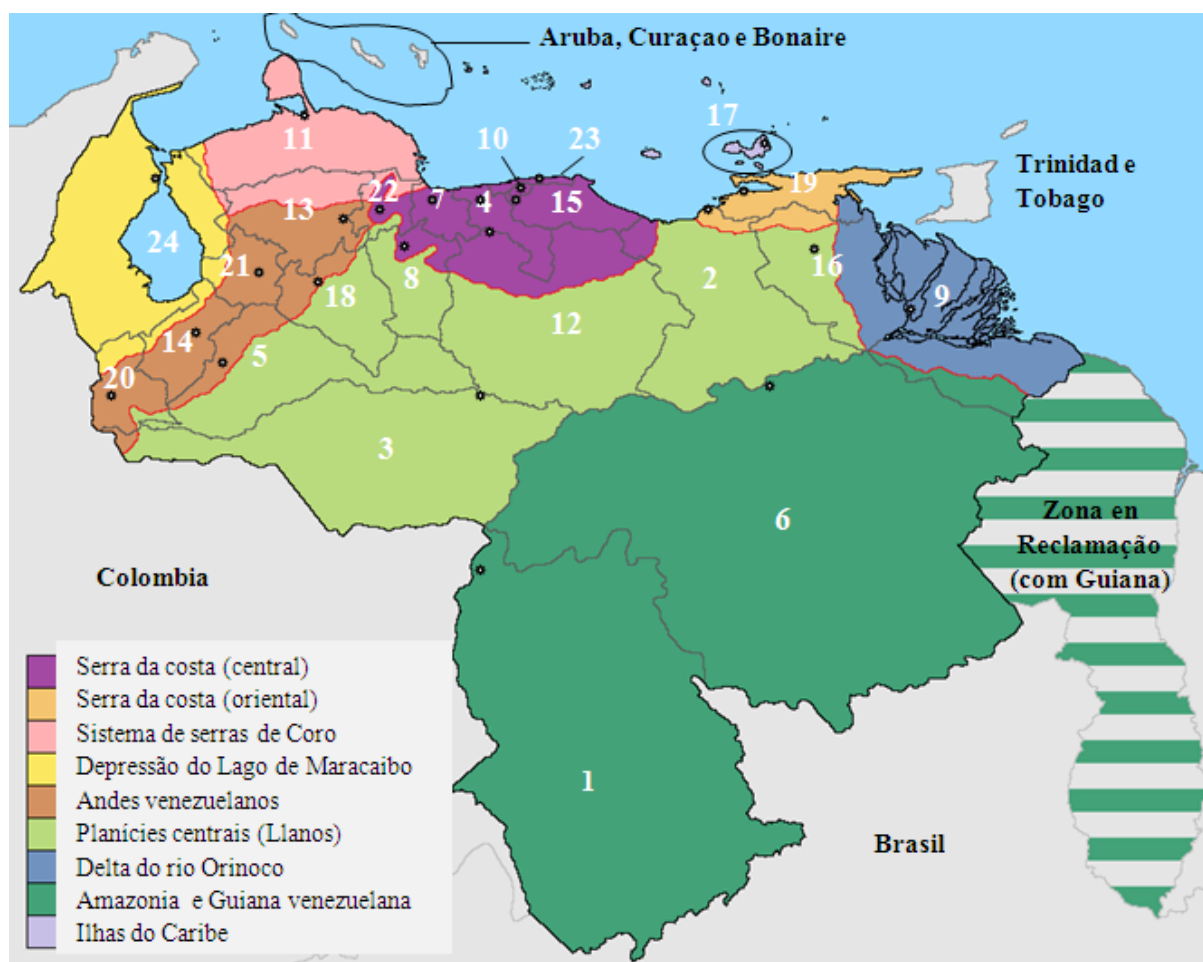 Aruba, Curaçao e Bonaire
17
10
23
Trinidad e
Tobago
11
22
7
4
15
19
13
24
21
18
8
12
2
16
9
14
5
20
3
6
Zona en
Reclamação
(com Guiana)
Colombia
1
Brasil
Serra da costa (central)
Serra da costa (oriental)
Sistema de serras de Coro
Depressão do Lago de Maracaibo
Andes venezuelanos
Planícies centrais (Llanos)
Delta do rio Orinoco
Amazonia e Guiana venezuelana
Ilhas do Caribe